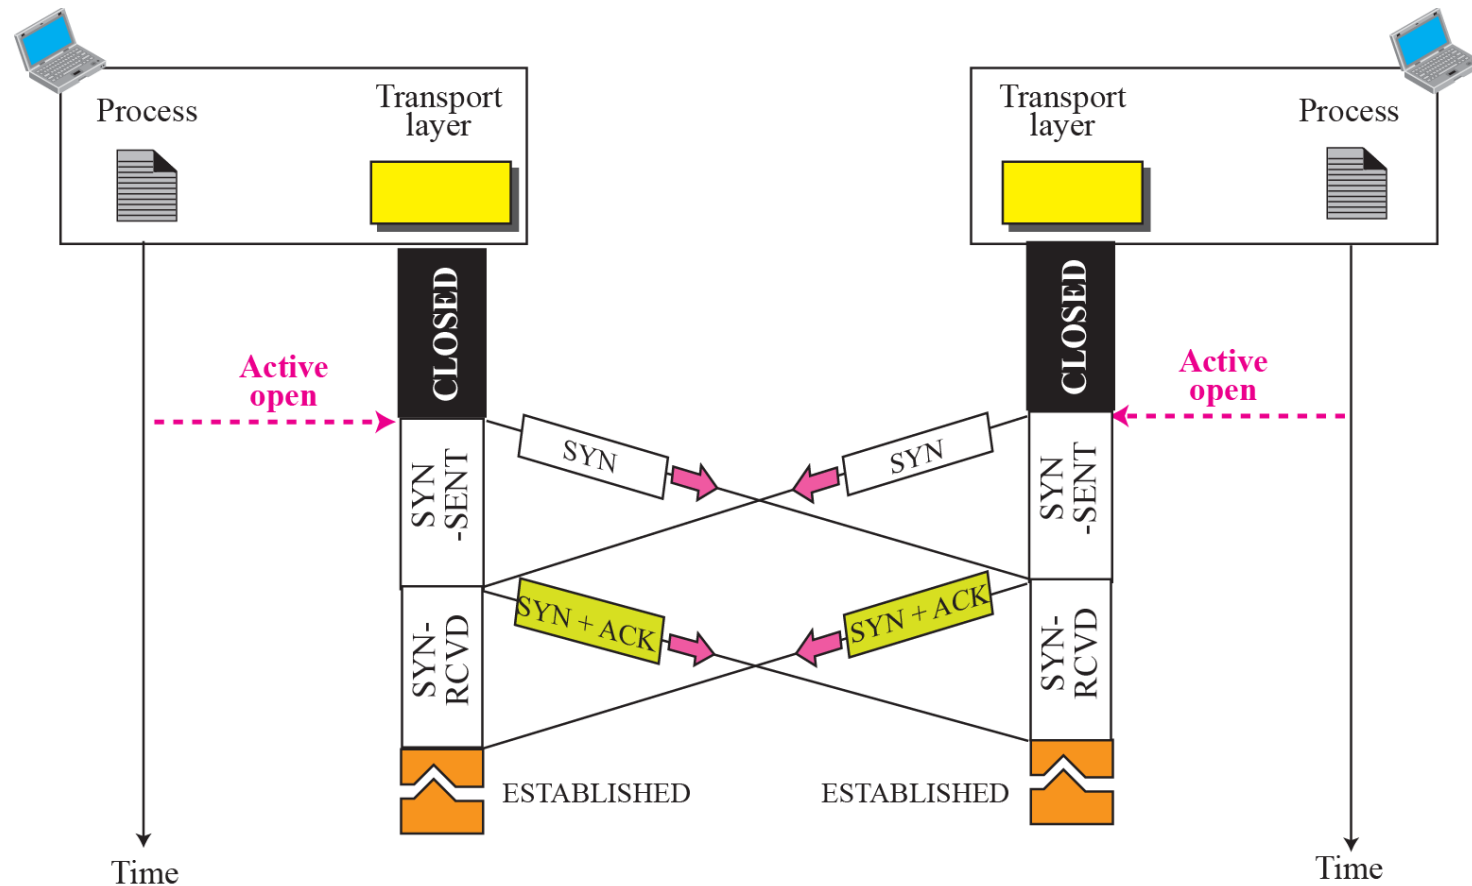 Process
Transport
layer
Transport
layer
Process
CLOSED
CLOSED
Active
open
Active
open
SYN
SYN
SYN
-SENT
SYN
-SENT
SYN + ACK
SYN + ACK
SYN-
RCVD
SYN-
RCVD
ESTABLISHED
ESTABLISHED
Time
Time